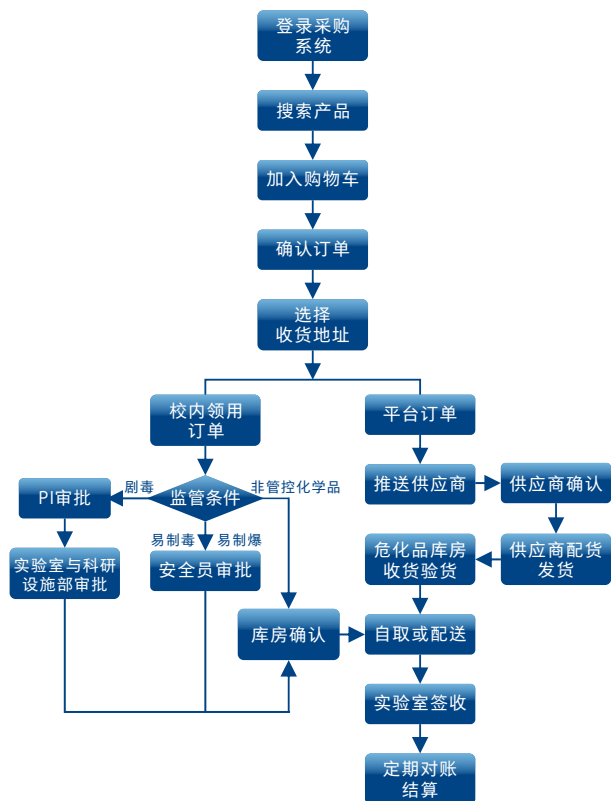 登录采购
系统
搜索产品
加入购物车
确认订单
选择
收货地址
校内领用
订单
平台订单
监管条件
剧毒
非管控化学品
易制毒
易制爆
PI审批
实验室与科研
设施部审批
安全员审批
推送供应商
供应商确认
供应商配货
发货
危化品库房
收货验货
库房确认
自取或配送
实验室签收
定期对账
结算